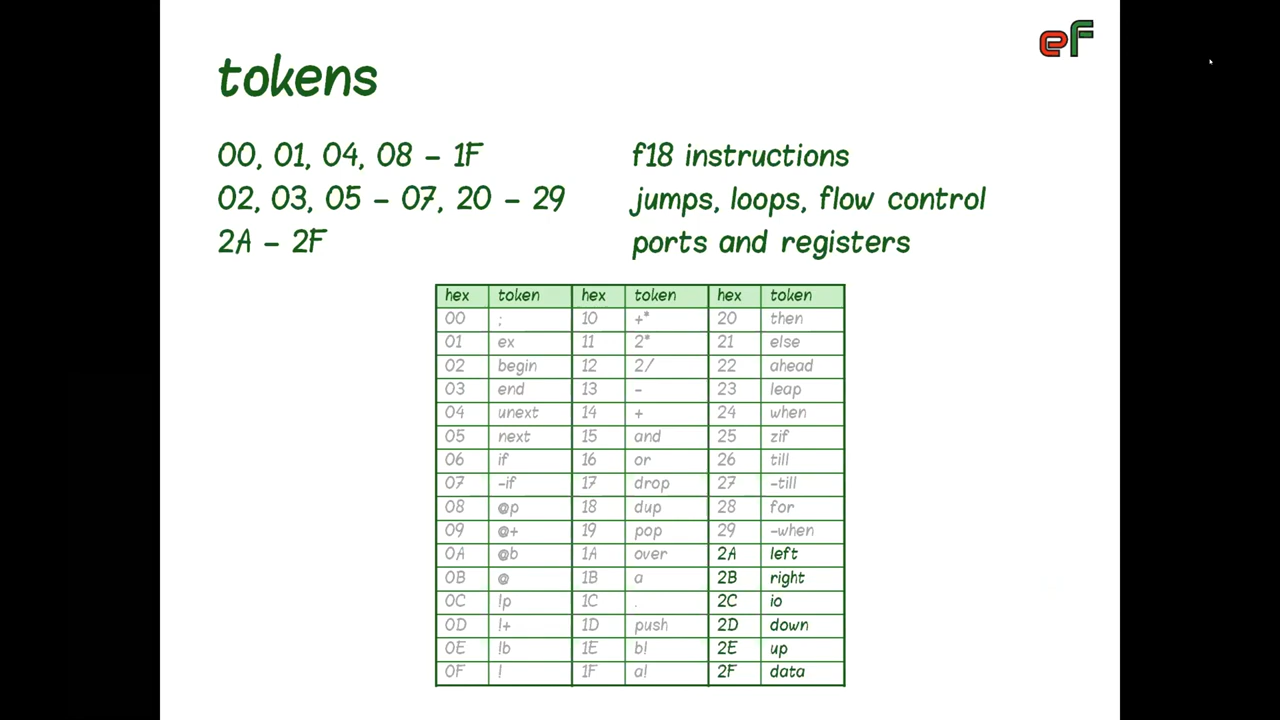 eF
tokens
00, 01, 04, 08 – 1F f18 instructions
02, 03, 05 – 07, 20 – 29 jumps, loops, flow control
2A – 2F ports and registers
hex token hex token hex token
00 ; 10 +* 20 then
01 ex 11 2* 21 else
02 begin 12 2/ 22 ahead
03 end 13 - 23 leap
04 unext 14 + 24 when
05 next 15 and 25 zif
06 if 16 or 26 till
07 -if 17 drop 27 -till
08 @p 18 dup 28 for
09 @+ 19 pop 29 -when
0A @b 1A over 2A left
0B @ 1B a 2B right
0C !p 1C . 2C io
0D !+ 1D push 2D down
0E !b 1E b! 2E up
0F ! 1F a! 2F data